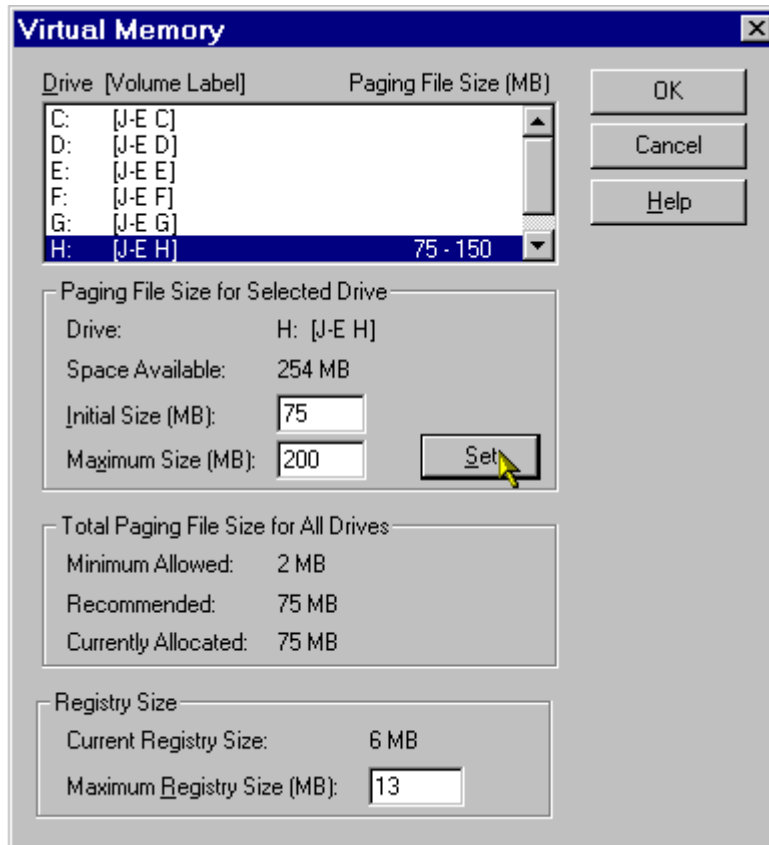 Virtual Memory
Drive [Volume Label] Paging File Size (MB)
C: [J-E C]
D: [J-E D]
E: [J-E E]
F: [J-E F]
G: [J-E G]
H: [J-E H] 75 - 150
OK
Cancel
Help
Paging File Size for Selected Drive
Drive: H: [J-E H]
Space Available: 254 MB
Initial Size (MB): 75
Maximum Size (MB): 200
Set
Total Paging File Size for All Drives
Minimum Allowed: 2 MB
Recommended: 75 MB
Currently Allocated: 75 MB
Registry Size
Current Registry Size: 6 MB
Maximum Registry Size (MB): 13